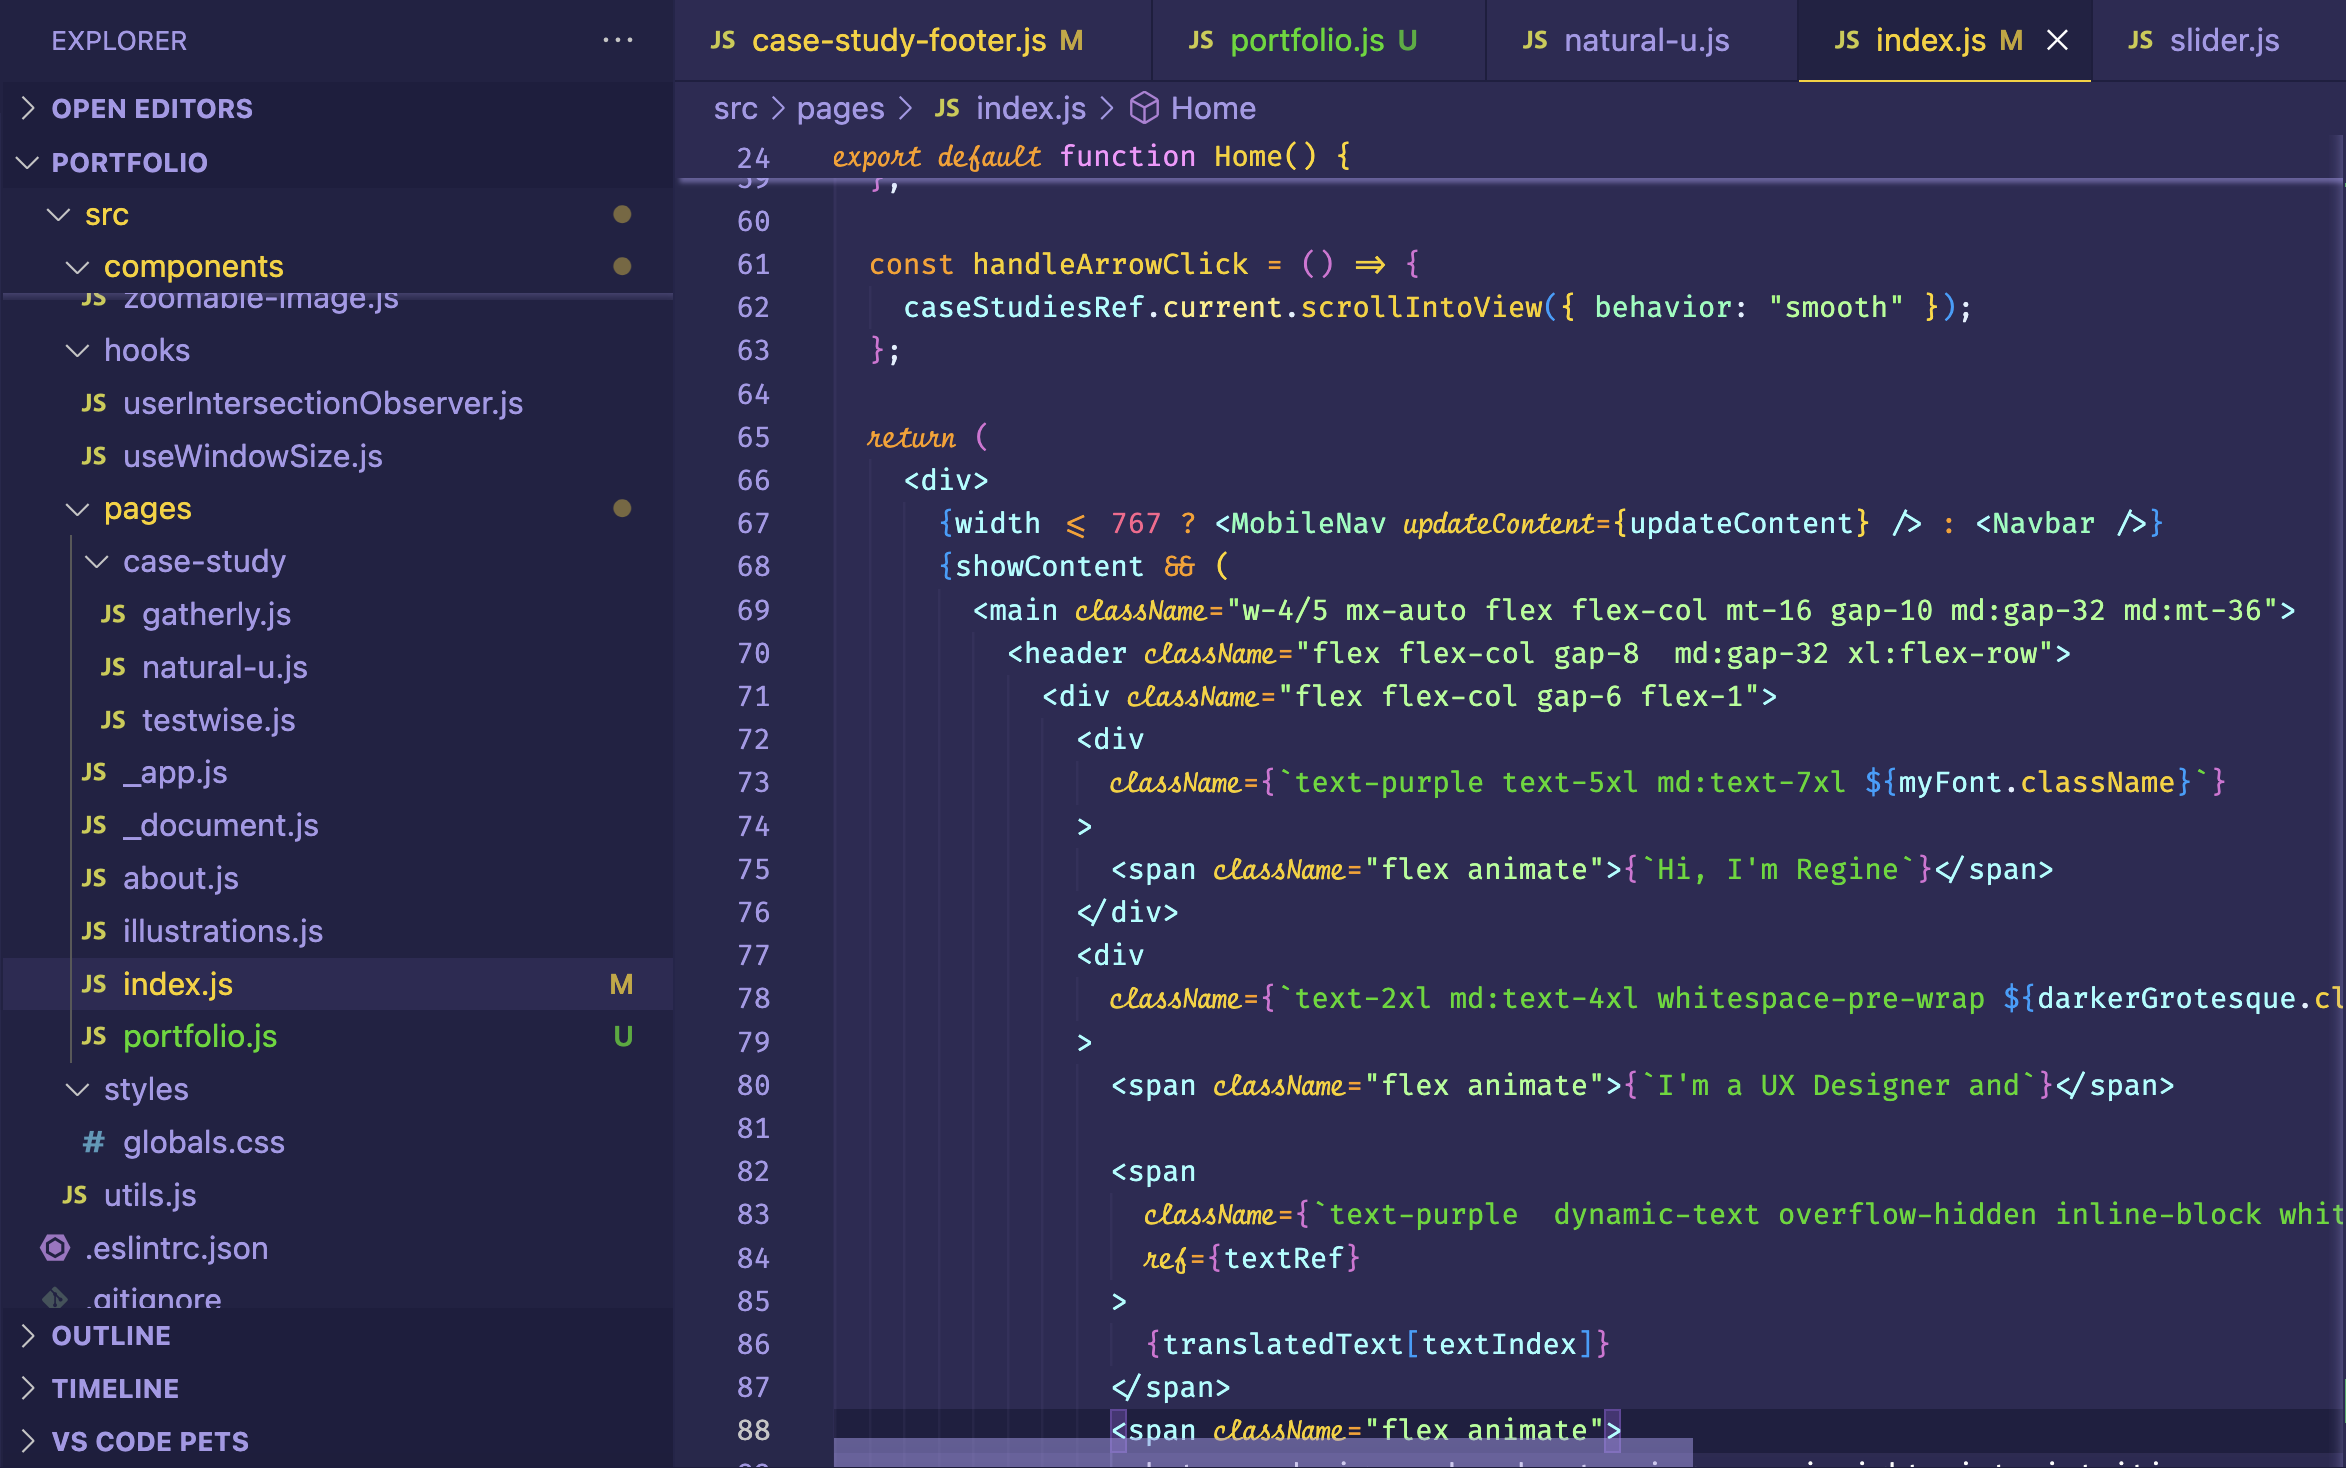 EXPLORER
OPEN EDITORS
PORTFOLIO
src
components
JS zoomable-image.js
hooks
JS userIntersectionObserver.js
JS useWindowSize.js
pages
case-study
JS gatherly.js
JS natural-u.js
JS testwise.js
JS _app.js
JS _document.js
JS about.js
JS illustrations.js
JS index.js M
JS portfolio.js U
styles
# globals.css
JS utils.js
.eslintrc.json
.gitignore
OUTLINE
TIMELINE
VS CODE PETS
JS case-study-footer.js M JS portfolio.js U JS natural-u.js JS index.js M JS slider.js
src > pages > JS index.js > Home
24 export default function Home() {
59 };
60
61 const handleArrowClick = () => {
62 caseStudiesRef.current.scrollIntoView({ behavior: "smooth" });
63 };
64
65 return (
66 <div>
67 {width <= 767 ? <MobileNav updateContent={updateContent} /> : <Navbar />}
68 {showContent && (
69 <main className="w-4/5 mx-auto flex flex-col mt-16 gap-10 md:gap-32 md:mt-36">
70 <header className="flex flex-col gap-8  md:gap-32 xl:flex-row">
71 <div className="flex flex-col gap-6 flex-1">
72 <div
73 className={`text-purple text-5xl md:text-7xl ${myFont.className}`}
74 >
75 <span className="flex animate">{`Hi, I'm Regine`}</span>
76 </div>
77 <div
78 className={`text-2xl md:text-4xl whitespace-pre-wrap ${darkerGrotesque.cl
79 >
80 <span className="flex animate">{`I'm a UX Designer and`}</span>
81
82 <span
83 className={`text-purple  dynamic-text overflow-hidden inline-block whit
84 ref={textRef}
85 >
86 {translatedText[textIndex]}
87 </span>
88 <span className="flex animate">